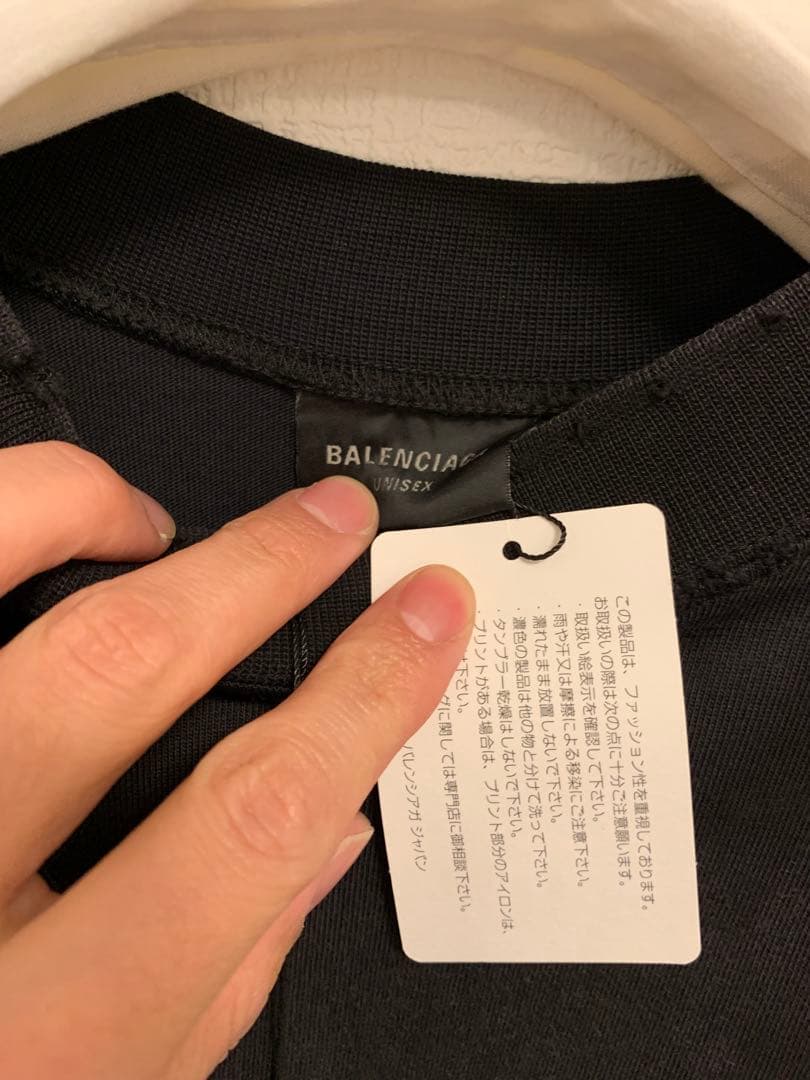 BALENCIAG
UNISEX
この製品は、ファッション性を重視しております。
お取扱いの際は次の点に十分ご注意願います。
・取扱い絵表示を確認して下さい。
・雨や汗又は摩擦による移染にご注意下さい。
・濡れたまま放置しないで下さい。
・濃色の製品は他の物と分けて洗って下さい。
・タンブラー乾燥はしないで下さい。
・プリントがある場合は、プリント部分のアイロンは、
け下さい。
グに関しては専門店に御相談下さい。
バレンシアガ ジャパン